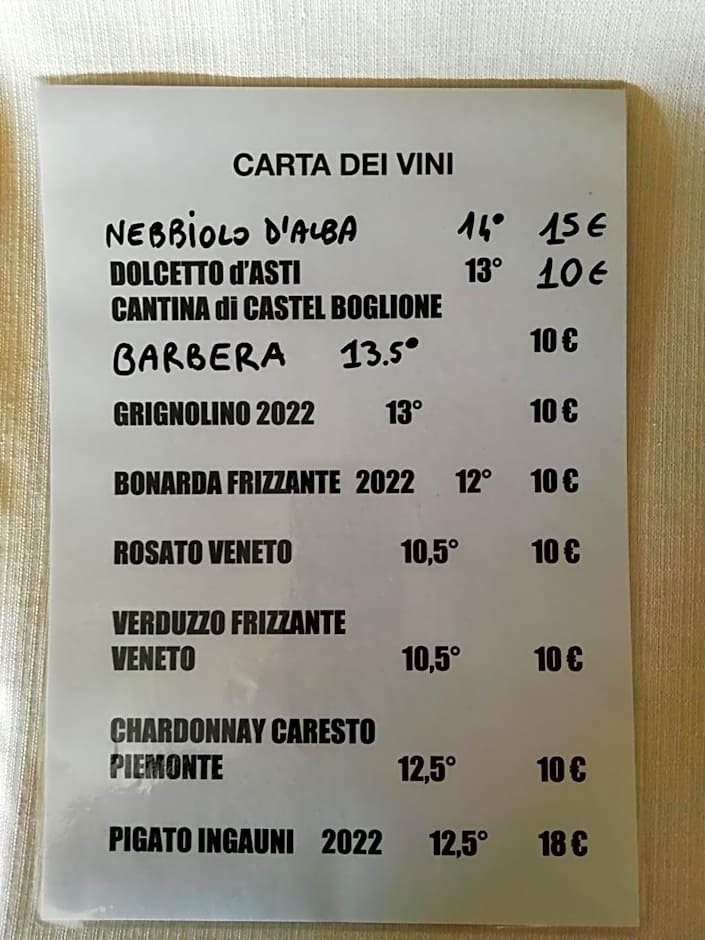 CARTA DEI VINI
NEBBIOLO D'ALBA 14° 15€
DOLCETTO d'ASTI 13° 10€
CANTINA di CASTEL BOGLIONE
BARBERA 13.5° 10€
GRIGNOLINO 2022 13° 10€
BONARDA FRIZZANTE 2022 12° 10€
ROSATO VENETO 10,5° 10€
VERDUZZO FRIZZANTE
VENETO 10,5° 10€
CHARDONNAY CARESTO
PIEMONTE 12,5° 10€
PIGATO INGAUNI 2022 12,5° 18€